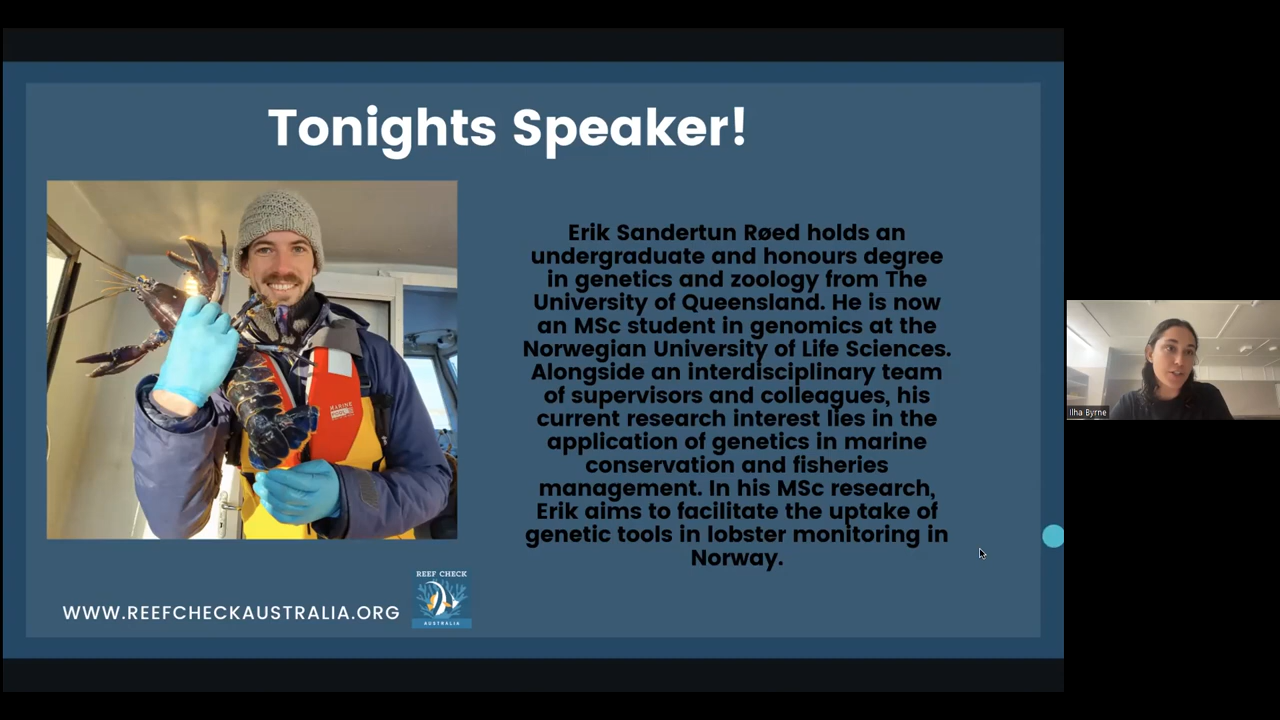 Tonights Speaker!
Erik Sandertun Røed holds an
undergraduate and honours degree
in genetics and zoology from The
University of Queensland. He is now
an MSc student in genomics at the
Norwegian University of Life Sciences.
Alongside an interdisciplinary team
of supervisors and colleagues, his
current research interest lies in the
application of genetics in marine
conservation and fisheries
management. In his MSc research,
Erik aims to facilitate the uptake of
genetic tools in lobster monitoring in
Norway.
WWW.REEFCHECKAUSTRALIA.ORG
REEF CHECK
AUSTRALIA
Ilha Byrne